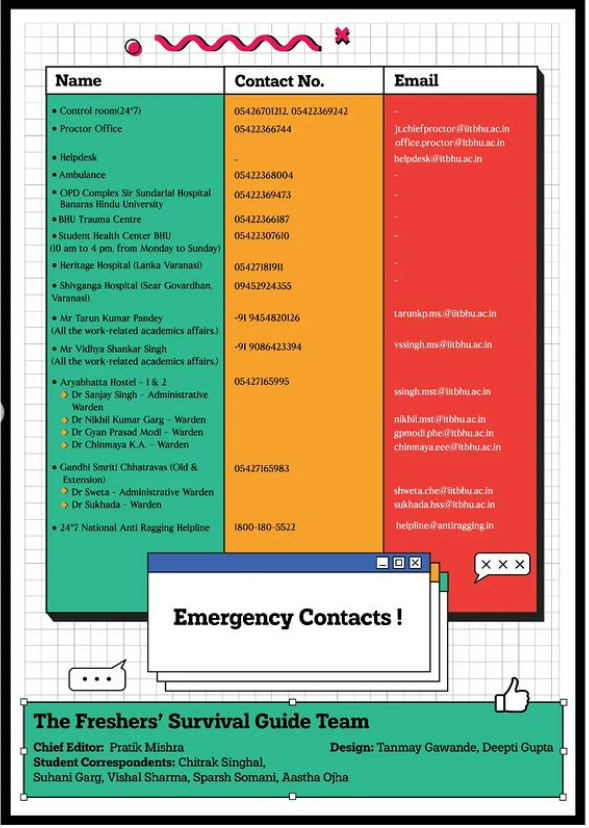 Name Contact No. Email
• Control room(24*7) 05426701212, 05422369242 -
• Proctor Office 05422366744 jt.chiefproctor@iitbhu.ac.in
office.proctor@itbhu.ac.in
• Helpdesk - helpdesk@iitbhu.ac.in
• Ambulance 05422368004 -
• OPD Complex Sir Sundarlal Hospital
Banaras Hindu University 05422369473 -
• BHU Trauma Centre 05422366187 -
• Student Health Center BHU 05422307610 -
(10 am to 4 pm, from Monday to Sunday)
• Heritage Hospital (Lanka Varanasi) 05427181911 -
• Shivganga Hospital (Sear Govardhan, 09452924355 -
Varanasi)
• Mr Tarun Kumar Pandey +91 9454820126 tarunkp.ms.@iitbhu.ac.in
(All the work-related academics affairs.)
• Mr Vidhya Shankar Singh +91 9086423394 vssingh.ms@iitbhu.ac.in
(All the work-related academics affairs.)
• Aryabhatta Hostel - 1 & 2 05427165995
Dr Sanjay Singh - Administrative ssingh.mst@iitbhu.ac.in
Warden
Dr Nikhil Kumar Garg - Warden nikhil.mst@itbhu.ac.in
Dr Gyan Prasad Modi - Warden gpmodi.phe@itbhu.ac.in
Dr Chinmaya K.A. - Warden chinmaya.eee@itbhu.ac.in
• Gandhi Smriti Chhatravas (Old & 05427165983
Extension)
Dr Sweta - Administrative Warden shweta.che@iitbhu.ac.in
Dr Sukhada - Warden sukhada.hss@iitbhu.ac.in
• 24*7 National Anti Ragging Helpline 1800-180-5522 helpline@antiragging.in
Emergency Contacts !
The Freshers' Survival Guide Team
Chief Editor: Pratik Mishra Design: Tanmay Gawande, Deepti Gupta
Student Correspondents: Chitrak Singhal,
Suhani Garg, Vishal Sharma, Sparsh Somani, Aastha Ojha